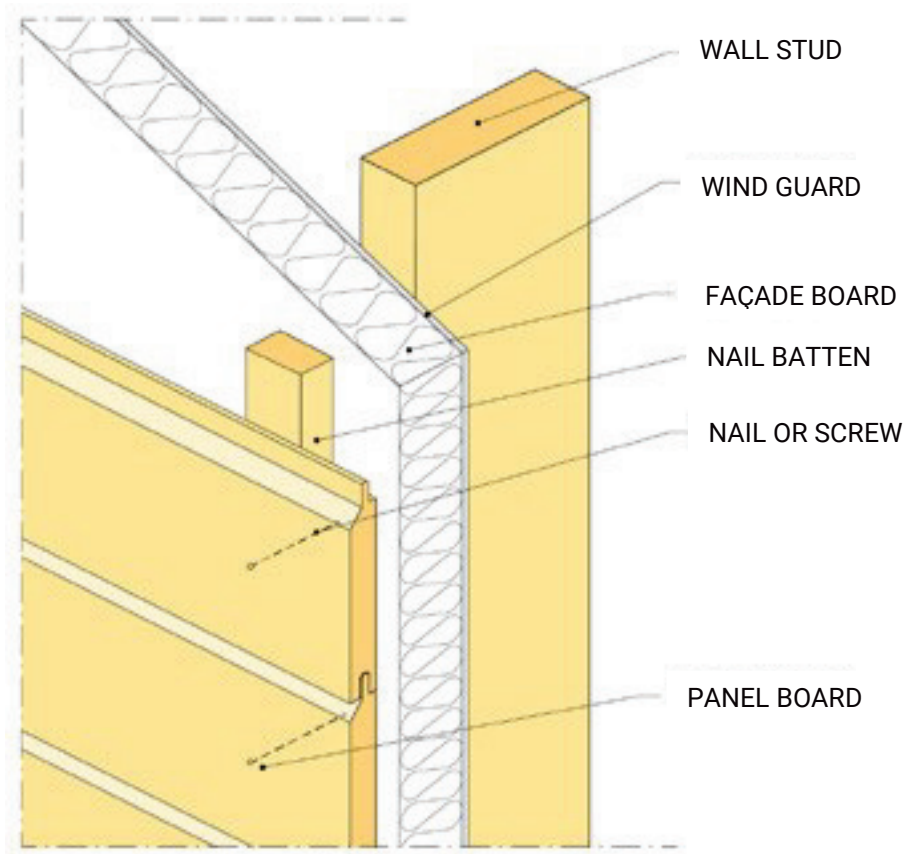 WALL STUD
WIND GUARD
FAÇADE BOARD
NAIL BATTEN
NAIL OR SCREW
PANEL BOARD